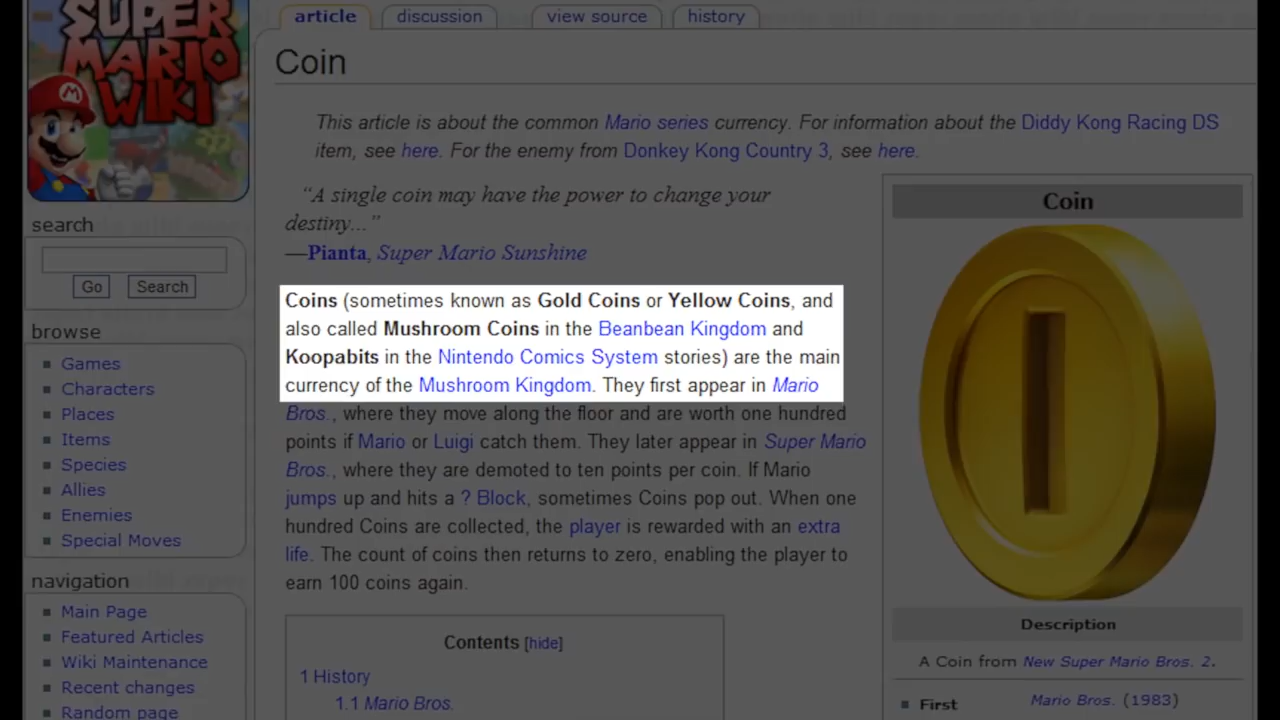 SUPER
MARIO
WIKI
article
discussion
view source
history
Coin
This article is about the common Mario series currency. For information about the Diddy Kong Racing DS
item, see here. For the enemy from Donkey Kong Country 3, see here.
“A single coin may have the power to change your
destiny...”
—Pianta, Super Mario Sunshine
Coins (sometimes known as Gold Coins or Yellow Coins, and
also called Mushroom Coins in the Beanbean Kingdom and
Koopabits in the Nintendo Comics System stories) are the main
currency of the Mushroom Kingdom. They first appear in Mario
Bros., where they move along the floor and are worth one hundred
points if Mario or Luigi catch them. They later appear in Super Mario
Bros., where they are demoted to ten points per coin. If Mario
jumps up and hits a ? Block, sometimes Coins pop out. When one
hundred Coins are collected, the player is rewarded with an extra
life. The count of coins then returns to zero, enabling the player to
earn 100 coins again.
Contents [hide]
1 History
1.1 Mario Bros.
Coin
Description
A Coin from New Super Mario Bros. 2.
First
Mario Bros. (1983)
search
Go
Search
browse
Games
Characters
Places
Items
Species
Allies
Enemies
Special Moves
navigation
Main Page
Featured Articles
Wiki Maintenance
Recent changes
Random page